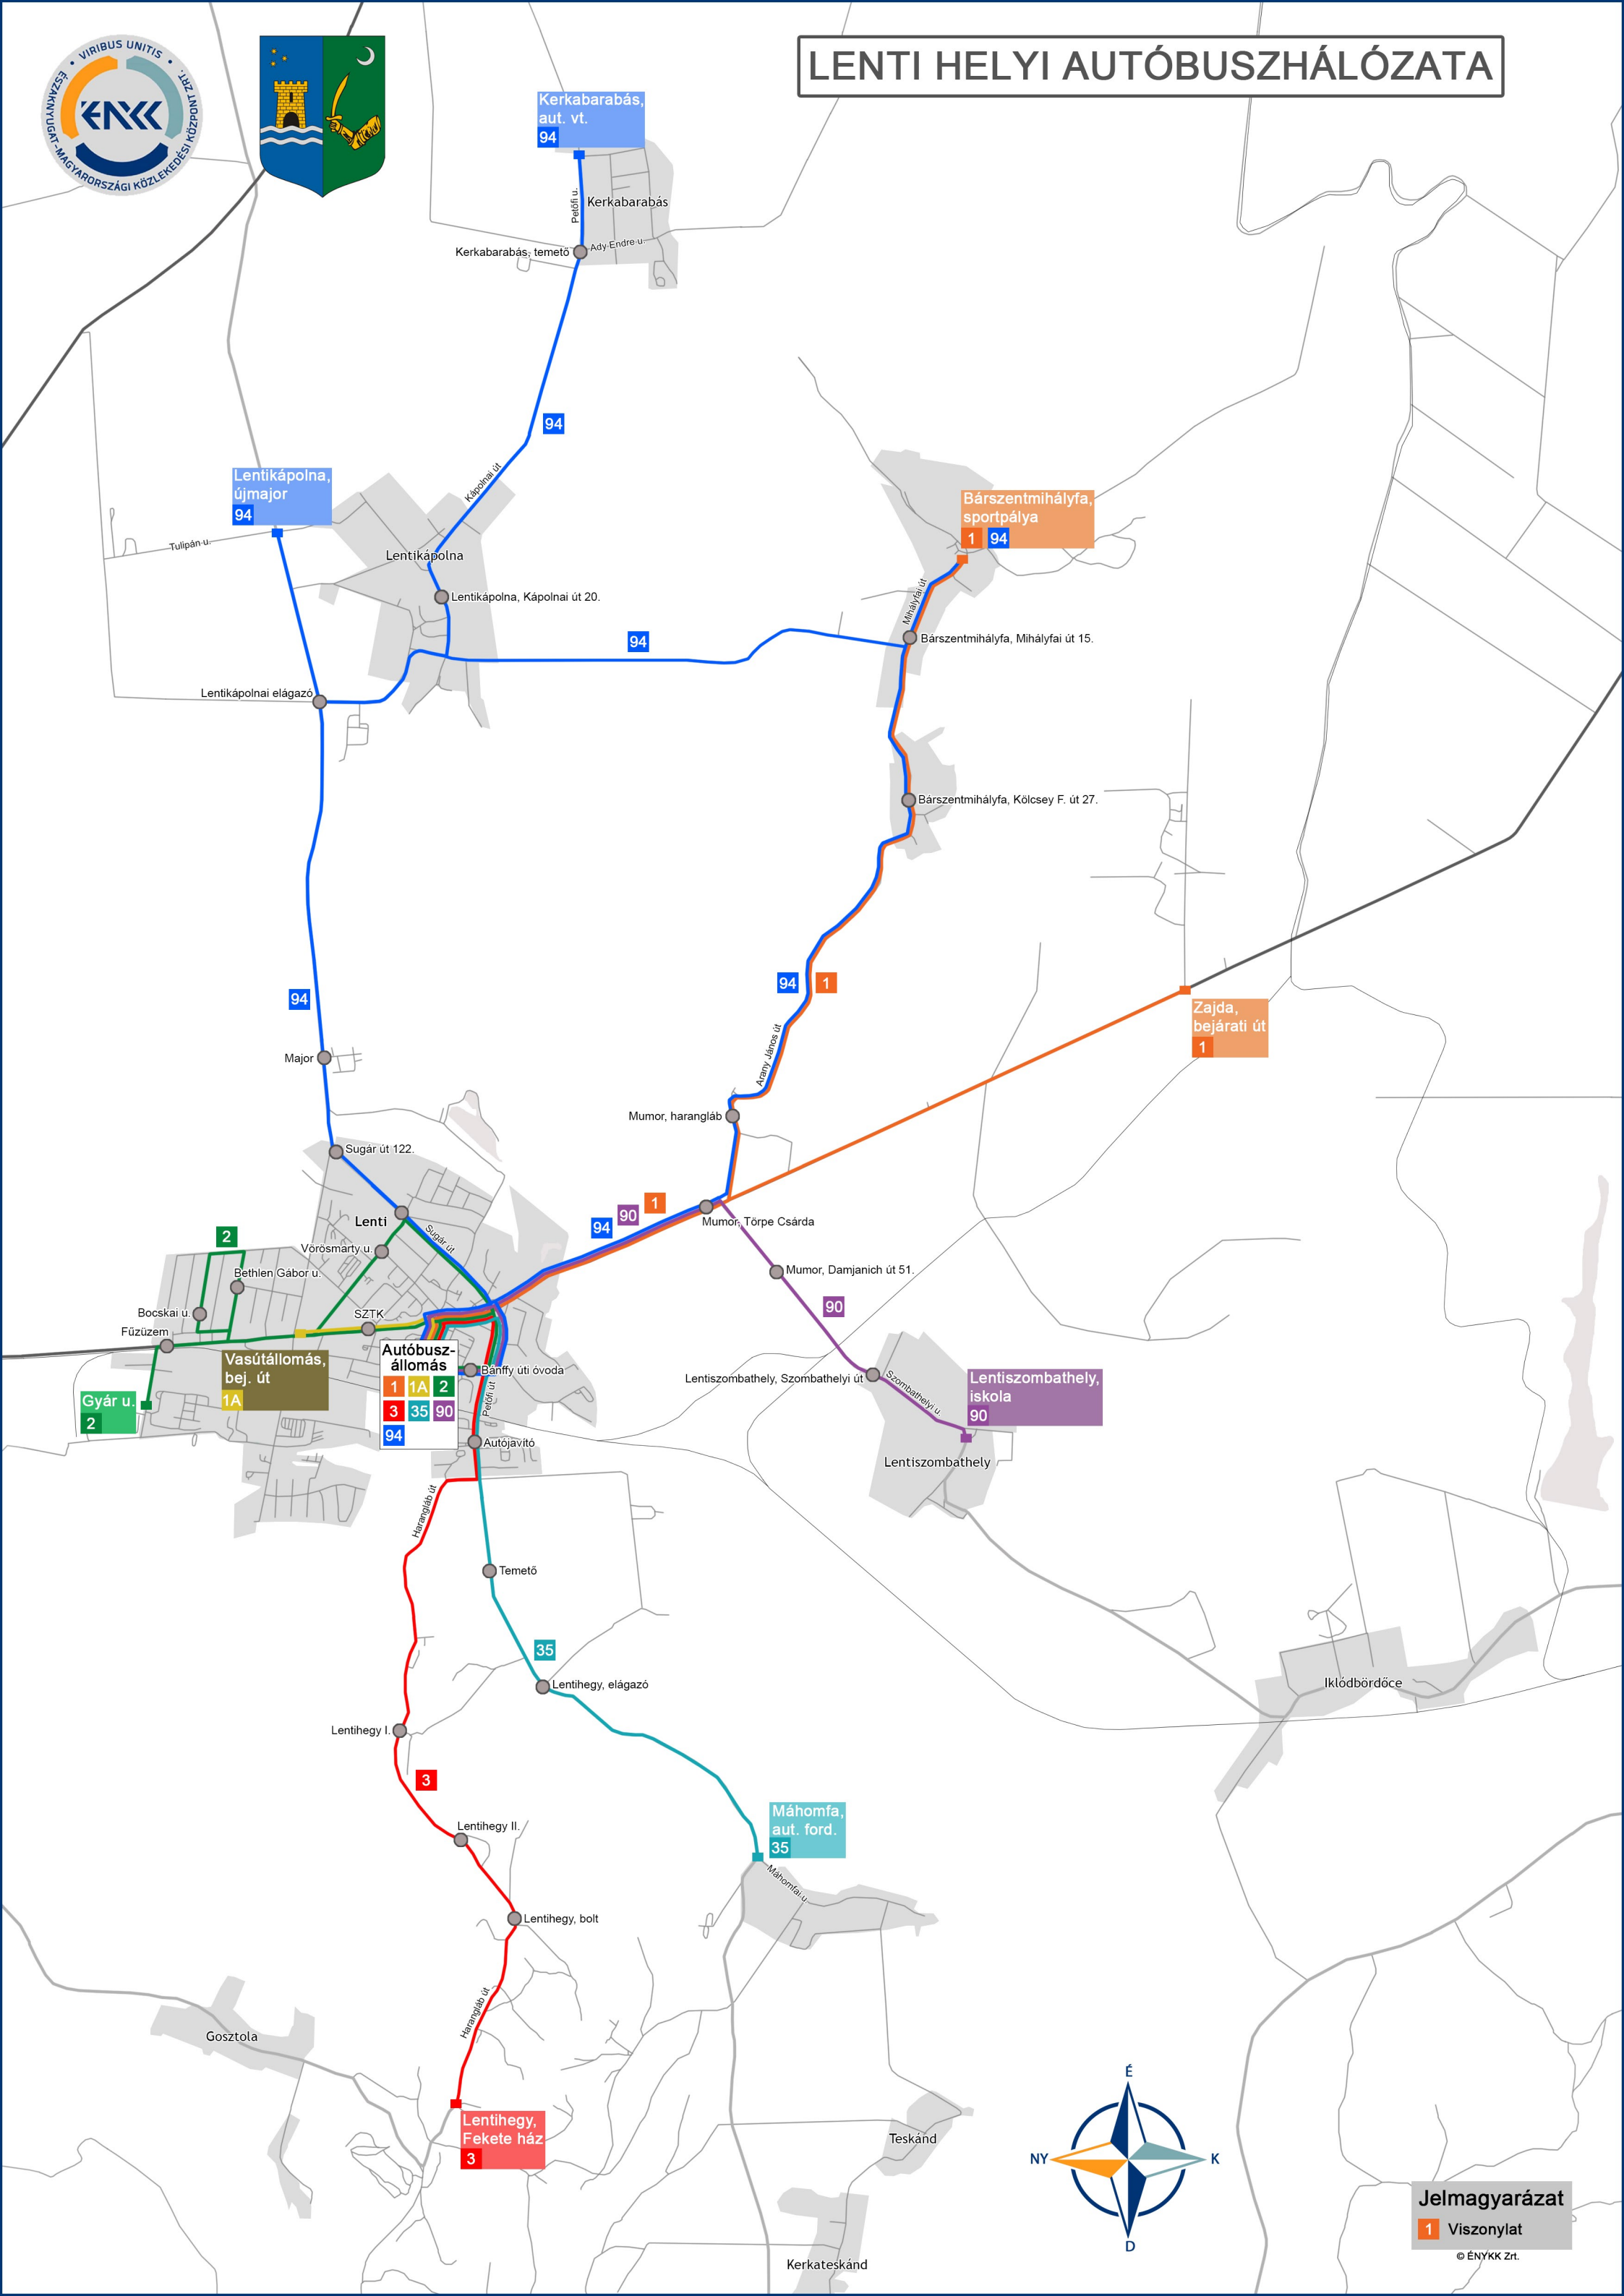 • VIRIBUS UNITIS •
ÉSZAKNYUGAT-MAGYARORSZÁGI KÖZLEKEDÉSI KÖZPONT ZRT.
ÉNYKK
LENTI HELYI AUTÓBUSZHÁLÓZATA
Kerkabarabás,
aut. vt.
94
Petőfi u.
Kerkabarabás
Kerkabarabás, temető
Ady Endre u.
94
Lentikápolna,
újmajor
94
Kápolnai út
Bárszentmihályfa,
sportpálya
1 94
Tulipán u.
Lentikápolna
Lentikápolna, Kápolnai út 20.
Mihályfai út
94
Bárszentmihályfa, Mihályfai út 15.
Lentikápolnai elágazó
Bárszentmihályfa, Kölcsey F. út 27.
94 1
94
Zajda,
bejárati út
1
Arany János út
Major
Mumor, harangláb
Sugár út 122.
1
90
94
Mumor, Törpe Csárda
Lenti
Sugár út
2
Vörösmarty u.
Bethlen Gábor u.
Mumor, Damjanich út 51.
90
Bocskai u.
SZTK
Fűzüzem
Autóbusz-
állomás
1 1A 2
3 35 90
94
Vasútállomás,
bej. út
1A
Bánffy úti óvoda
Petőfi út
Lentiszombathely, Szombathelyi út
Szombathelyi u.
Lentiszombathely,
iskola
90
Gyár u.
2
Autójavító
Lentiszombathely
Harangláb út
Temető
35
Lentihegy, elágazó
Iklódbördőce
Lentihegy I.
3
Máhomfa,
aut. ford.
35
Lentihegy II.
Máhomfai u.
Lentihegy, bolt
Harangláb út
Gosztola
Lentihegy,
Fekete ház
3
Teskánd
Kerkateskánd
É
NY
K
D
Jelmagyarázat
1 Viszonylat
© ÉNYKK Zrt.